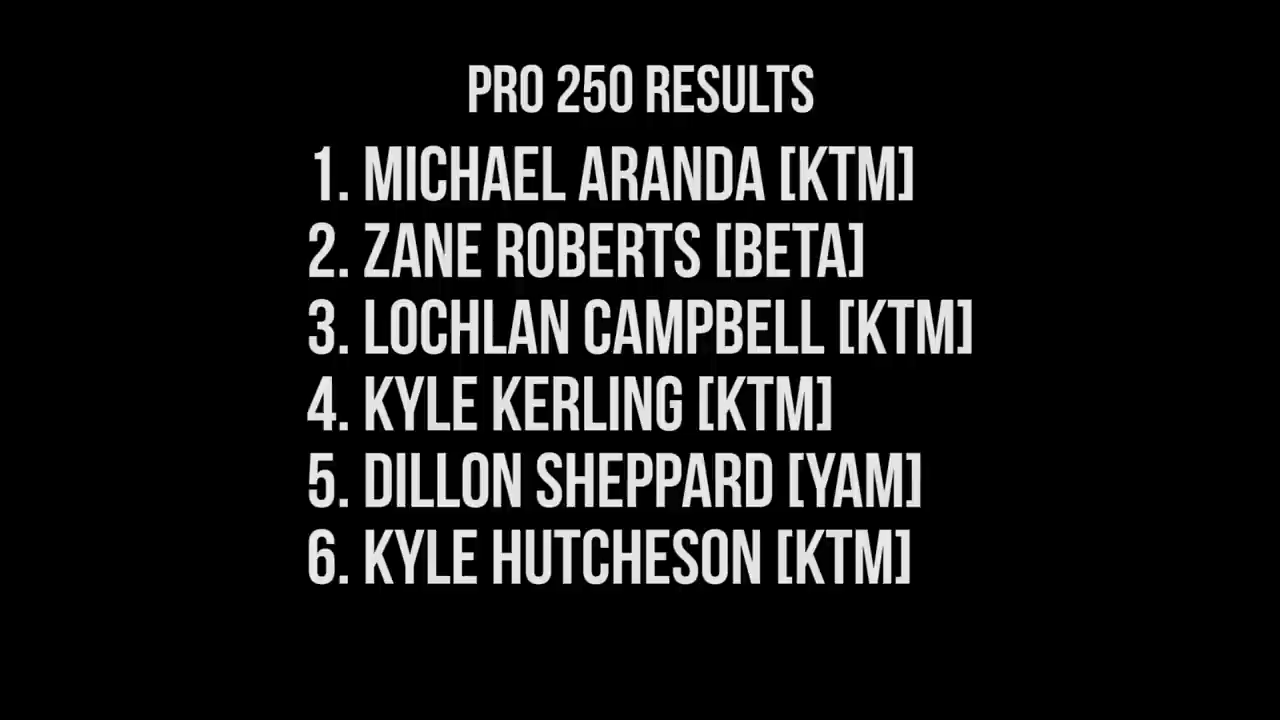 PRO 250 RESULTS
1. MICHAEL ARANDA [KTM]
2. ZANE ROBERTS [BETA]
3. LOCHLAN CAMPBELL [KTM]
4. KYLE KERLING [KTM]
5. DILLON SHEPPARD [YAM]
6. KYLE HUTCHESON [KTM]